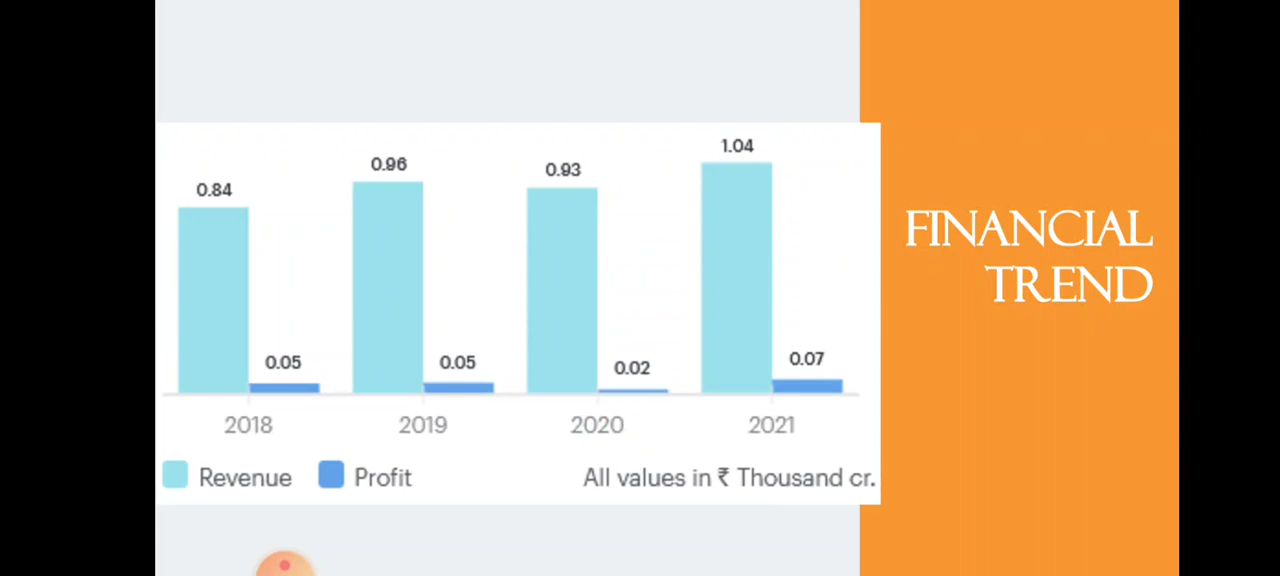 1.04
0.96
0.93
0.84
0.05
0.05
0.02
0.07
2018 2019 2020 2021
Revenue Profit All values in ₹ Thousand cr.
FINANCIAL
TREND